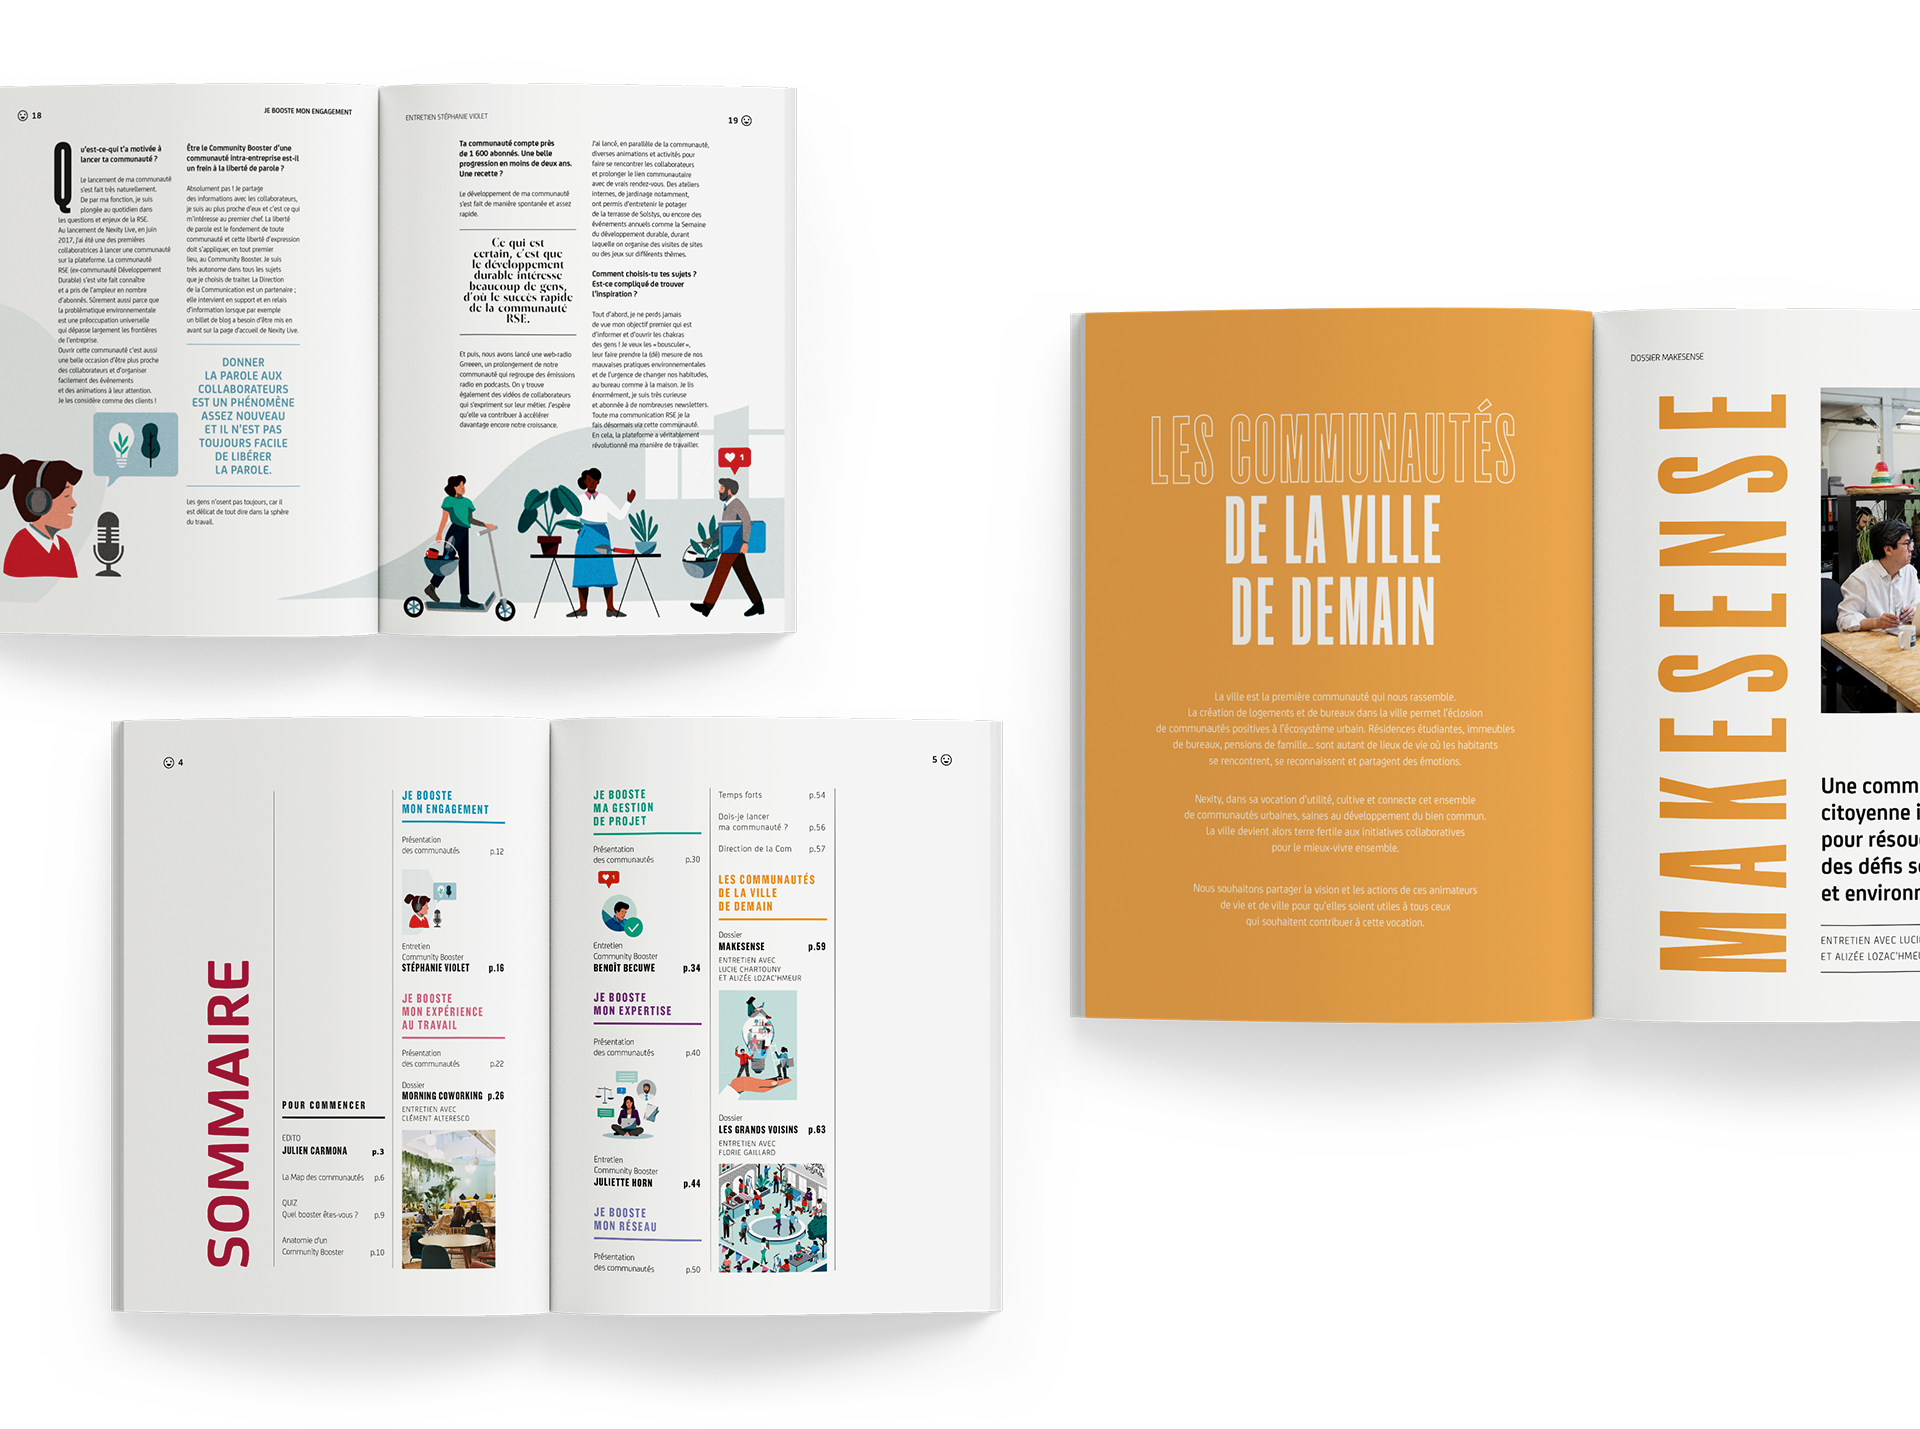 18
JE BOOSTE MON ENGAGEMENT
Qu'est-ce-qui t'a motivée à
lancer ta communauté ?
Le lancement de ma communauté
s'est fait très naturellement.
De par ma fonction, je suis
plongée au quotidien dans
les questions et enjeux de la RSE.
Au lancement de Nexity Live, en juin
2017, j'ai été une des premières
collaboratrices à lancer une communauté
sur la plateforme. La communauté
RSE (ex-communauté Développement
Durable) s'est vite fait connaître
et a pris de l'ampleur en nombre
d'abonnés. Sûrement aussi parce que
la problématique environnementale
est une préoccupation universelle
qui dépasse largement les frontières
de l'entreprise.
Ouvrir cette communauté c'est aussi
une belle occasion d'être plus proche
des collaborateurs et d'organiser
facilement des évènements
et des animations à leur attention.
Je les considère comme des clients !
Être le Community Booster d'une
communauté intra-entreprise est-il
un frein à la liberté de parole ?
Absolument pas ! Je partage
des informations avec les collaborateurs,
je suis au plus proche d'eux et c'est ce qui
m'intéresse au premier chef. La liberté
de parole est le fondement de toute
communauté et cette liberté d'expression
doit s'appliquer, en tout premier
lieu, au Community Booster. Je suis
très autonome dans tous les sujets
que je choisis de traiter. La Direction
de la Communication est un partenaire ;
elle intervient en support et en relais
d'information lorsque par exemple
un billet de blog a besoin d'être mis en
avant sur la page d'accueil de Nexity Live.
DONNER
LA PAROLE AUX
COLLABORATEURS
EST UN PHÉNOMÈNE
ASSEZ NOUVEAU
ET IL N'EST PAS
TOUJOURS FACILE
DE LIBÉRER
LA PAROLE.
Les gens n'osent pas toujours, car il
est délicat de tout dire dans la sphère
du travail.
ENTRETIEN STÉPHANIE VIOLET
19
Ta communauté compte près
de 1 600 abonnés. Une belle
progression en moins de deux ans.
Une recette ?
Le développement de ma communauté
s'est fait de manière spontanée et assez
rapide.
Ce qui est
certain, c'est que
le développement
durable intéresse
beaucoup de gens,
d'où le succès rapide
de la communauté
RSE.
Et puis, nous avons lancé une web-radio
Greeen, un prolongement de notre
communauté qui regroupe des émissions
radio en podcasts. On y trouve
également des vidéos de collaborateurs
qui s'expriment sur leur métier. J'espère
qu'elle va contribuer à accélérer
davantage encore notre croissance.
J'ai lancé, en parallèle de la communauté,
diverses animations et activités pour
faire se rencontrer les collaborateurs
et prolonger le lien communautaire
avec de vrais rendez-vous. Des ateliers
internes, de jardinage notamment,
ont permis d'entretenir le potager
de la terrasse de Solstys, ou encore des
évènements annuels comme la Semaine
du développement durable, durant
laquelle on organise des visites de sites
ou des jeux sur différents thèmes.
Comment choisis-tu tes sujets ?
Est-ce compliqué de trouver
l'inspiration ?
Tout d'abord, je ne perds jamais
de vue mon objectif premier qui est
d'informer et d'ouvrir les chakras
des gens ! Je veux les « bousculer »,
leur faire prendre la (dé) mesure de nos
mauvaises pratiques environnementales
et de l'urgence de changer nos habitudes,
au bureau comme à la maison. Je lis
énormément, je suis très curieuse
et abonnée à de nombreuses newsletters.
Toute ma communication RSE je la
fais désormais via cette communauté.
En cela, la plateforme a véritablement
révolutionné ma manière de travailler.
1
4
SOMMAIRE
POUR COMMENCER
EDITO
JULIEN CARMONA p.3
La Map des communautés p.6
QUIZ
Quel booster êtes-vous ? p.9
Anatomie d'un
Community Booster p.10
JE BOOSTE
MON ENGAGEMENT
Présentation
des communautés p.12
Entretien
Community Booster
STÉPHANIE VIOLET p.16
JE BOOSTE
MON EXPÉRIENCE
AU TRAVAIL
Présentation
des communautés p.22
Dossier
MORNING COWORKING p.26
ENTRETIEN AVEC
CLÉMENT ALTERESCO
5
JE BOOSTE
MA GESTION
DE PROJET
Présentation
des communautés p.30
Entretien
Community Booster
BENOÎT BECUWE p.34
JE BOOSTE
MON EXPERTISE
Présentation
des communautés p.40
Entretien
Community Booster
JULIETTE HORN p.44
JE BOOSTE
MON RÉSEAU
Présentation
des communautés p.50
Temps forts p.54
Dois-je lancer
ma communauté ? p.56
Direction de la Com p.57
LES COMMUNAUTÉS
DE LA VILLE
DE DEMAIN
Dossier
MAKESENSE p.59
ENTRETIEN AVEC
LUCIE CHARTOUNY
ET ALIZÉE LOZAC'HMEUR
Dossier
LES GRANDS VOISINS p.63
ENTRETIEN AVEC
FLORIE GAILLARD
LES COMMUNAUTÉS
DE LA VILLE
DE DEMAIN
La ville est la première communauté qui nous rassemble.
La création de logements et de bureaux dans la ville permet l'éclosion
de communautés positives à l'écosystème urbain. Résidences étudiantes, immeubles
de bureaux, pensions de famille... sont autant de lieux de vie où les habitants
se rencontrent, se reconnaissent et partagent des émotions.
Nexity, dans sa vocation d'utilité, cultive et connecte cet ensemble
de communautés urbaines, saines au développement du bien commun.
La ville devient alors terre fertile aux initiatives collaboratives
pour le mieux-vivre ensemble.
Nous souhaitons partager la vision et les actions de ces animateurs
de vie et de ville pour qu'elles soient utiles à tous ceux
qui souhaitent contribuer à cette vocation.
DOSSIER MAKESENSE
MAKESENSE
Une comm
citoyenne i
pour résou
des défis s
et environn
ENTRETIEN AVEC LUCI
ET ALIZÉE LOZAC'HMEU